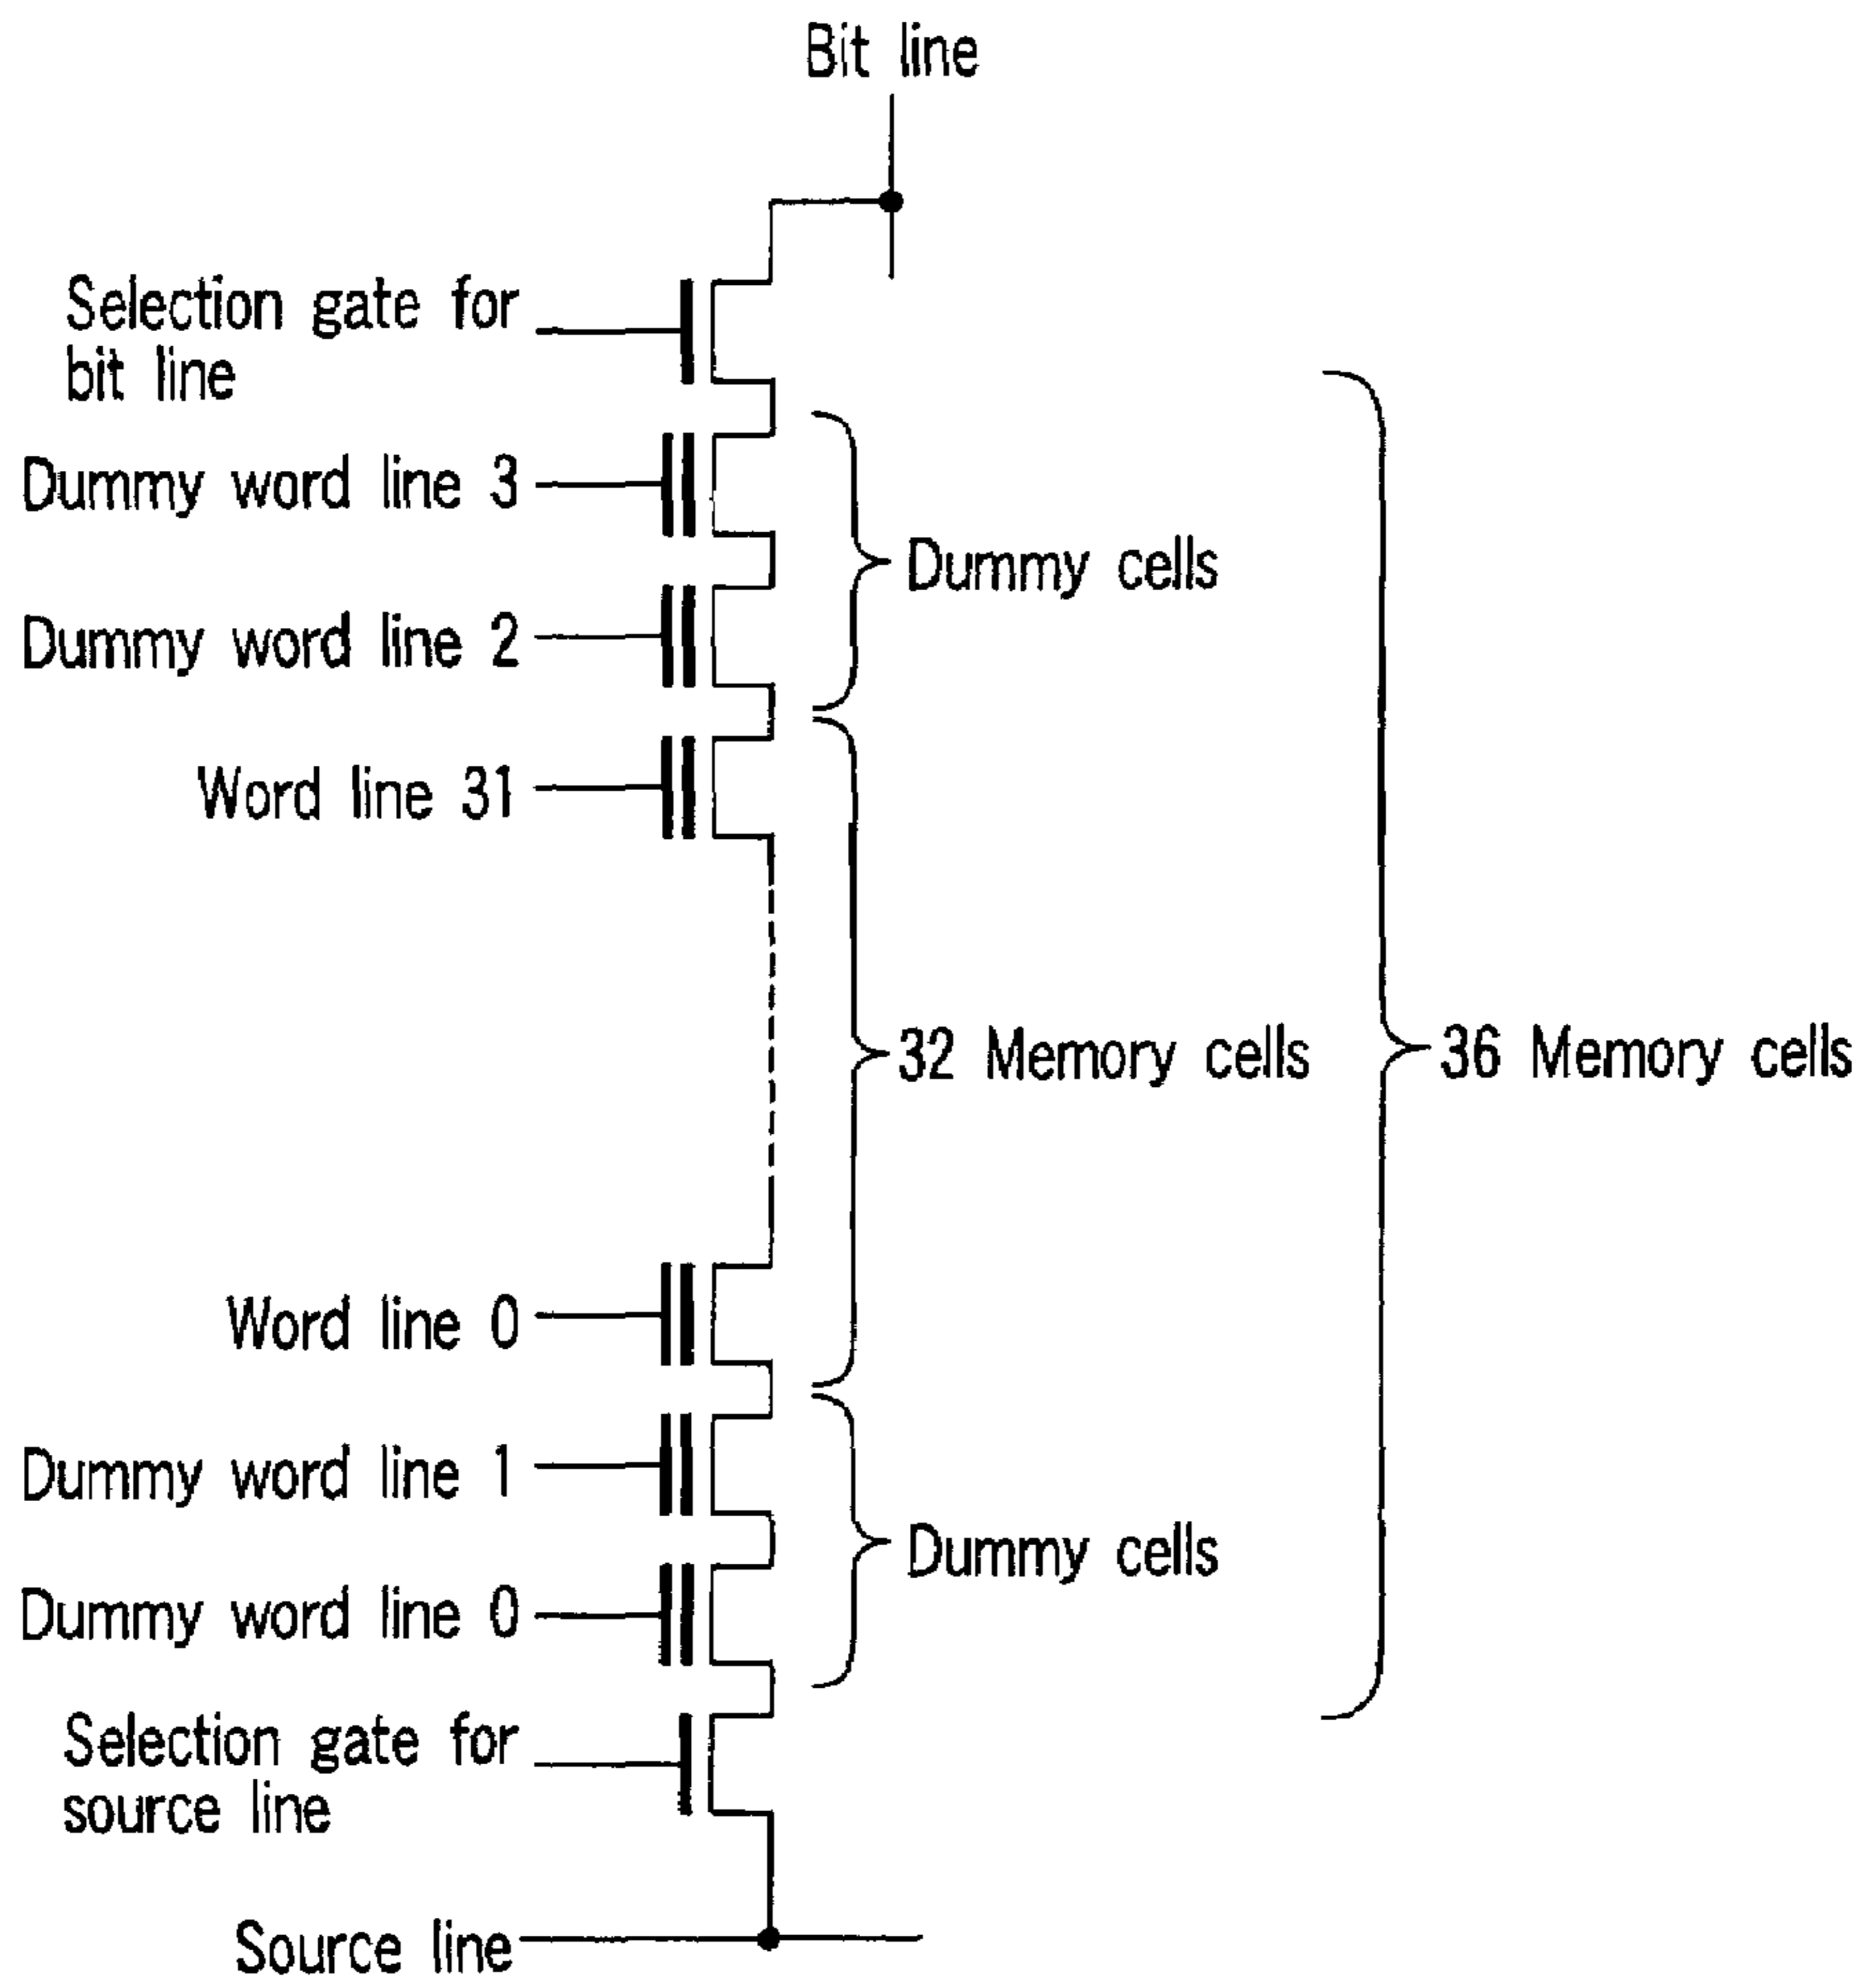 Bit line
Selection gate for
bit line
Dummy word line 3
Dummy cells
Dummy word line 2
Word line 31
32 Memory cells
36 Memory cells
Word line 0
Dummy word line 1
Dummy cells
Dummy word line 0
Selection gate for
source line
Source line